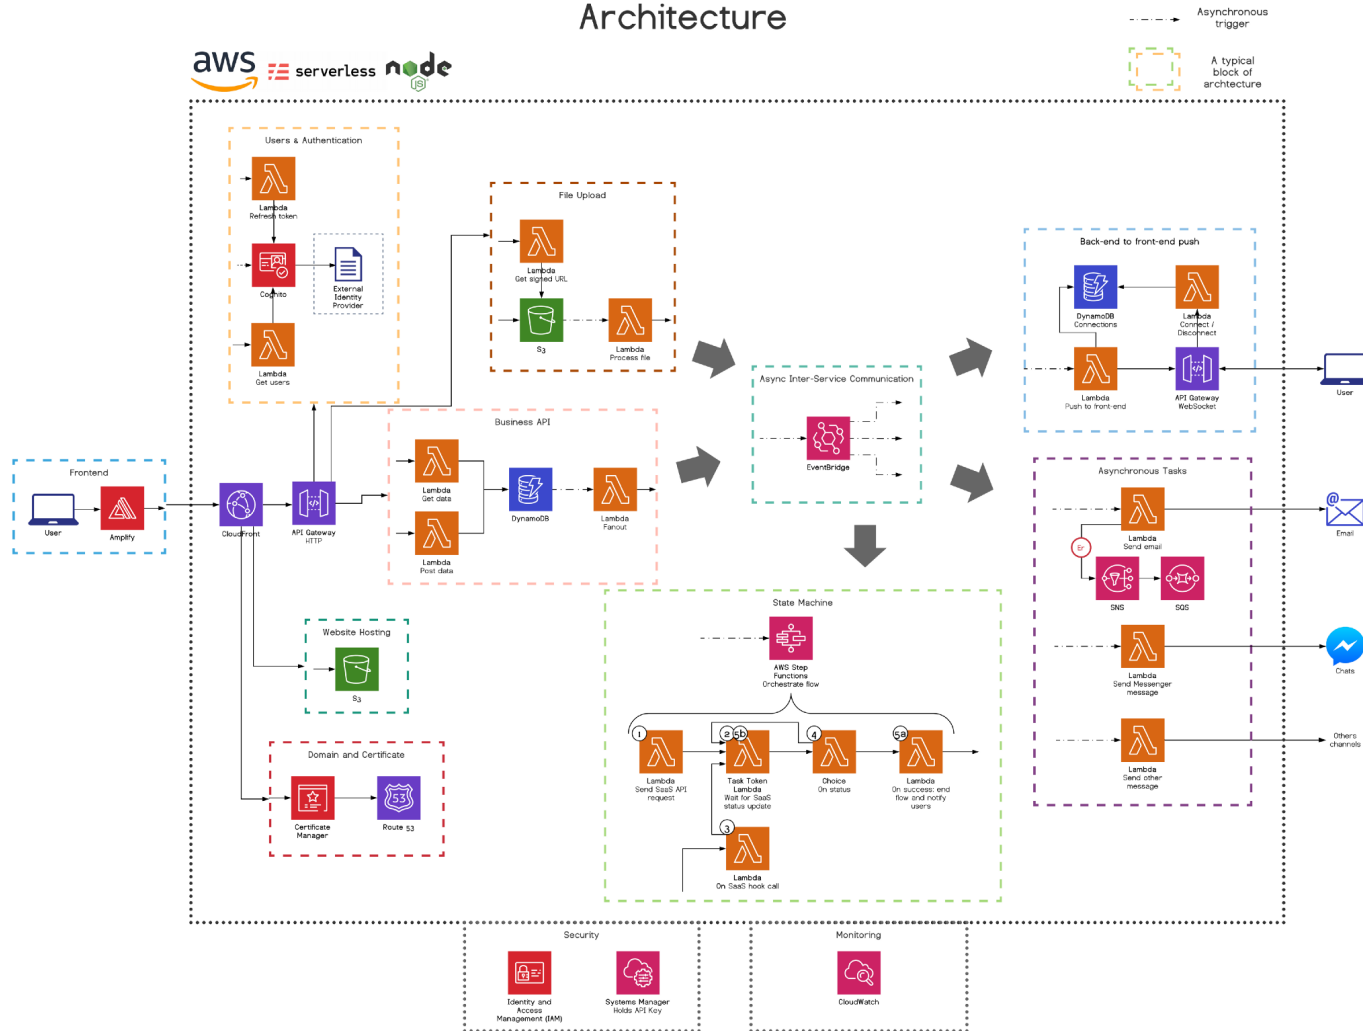 Architecture
Asynchronous
trigger
A typical
block of
archtecture
aws
serverless
node
JS
Users & Authentication
Lambda
Refresh token
Cognito
External
Identity
Provider
Lambda
Get users
File Upload
Lambda
Get signed URL
S3
Lambda
Process file
Back-end to front-end push
DynamoDB
Connections
Lambda
Connect /
Disconnect
Lambda
Push to front-end
API Gateway
WebSocket
User
Async Inter-Service Communication
EventBridge
Business API
Lambda
Get data
Lambda
Post data
DynamoDB
Lambda
Fanout
Frontend
User
Amplify
CloudFront
API Gateway
HTTP
Asynchronous Tasks
Lambda
Send email
Er
SNS
SQS
Email
Lambda
Send Messenger
message
Chats
Lambda
Send other
message
Others
channels
Website Hosting
S3
Domain and Certificate
Certificate
Manager
53
Route 53
State Machine
AWS Step
Functions
Orchestrate flow
1
Lambda
Send SaaS API
request
2 5b
Task Token
Lambda
Wait for SaaS
status update
4
Choice
On status
5a
Lambda
On success: end
flow and notify
users
3
Lambda
On SaaS hook call
Security
Identity and
Access
Management (IAM)
Systems Manager
Holds API Key
Monitoring
CloudWatch